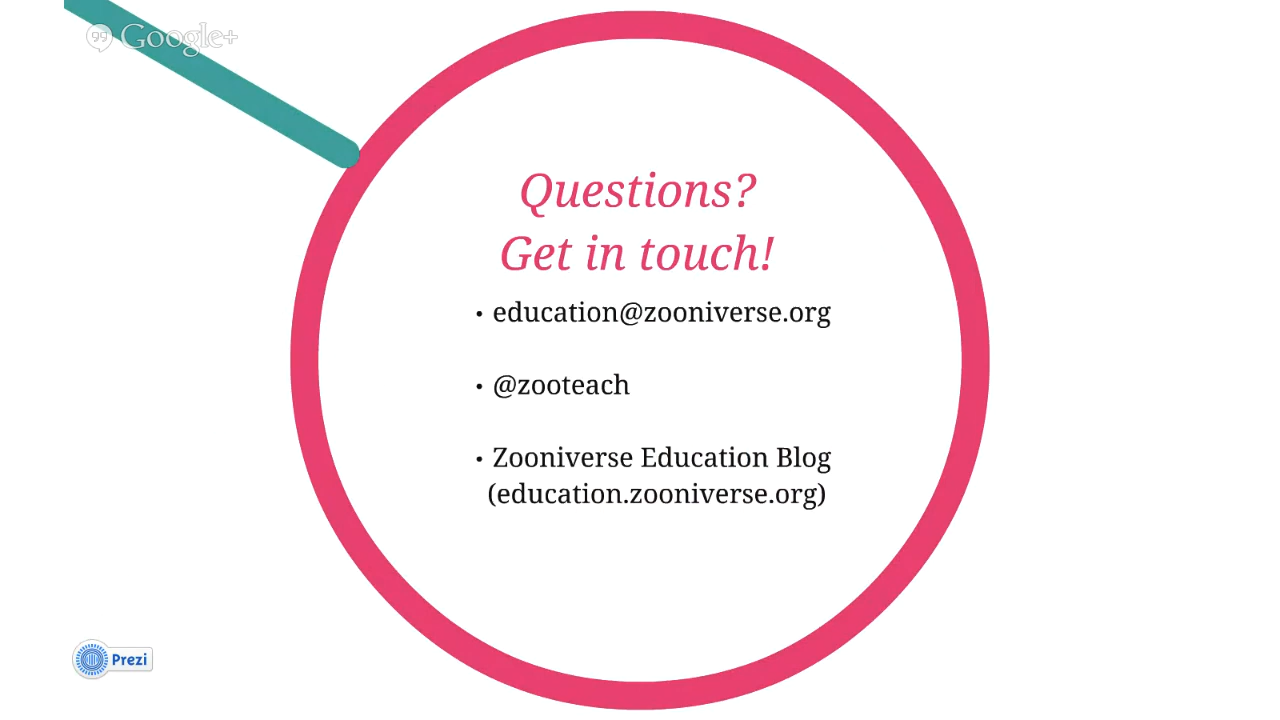 Google+
Questions?
Get in touch!
• education@zooniverse.org
• @zooteach
• Zooniverse Education Blog
(education.zooniverse.org)
Prezi